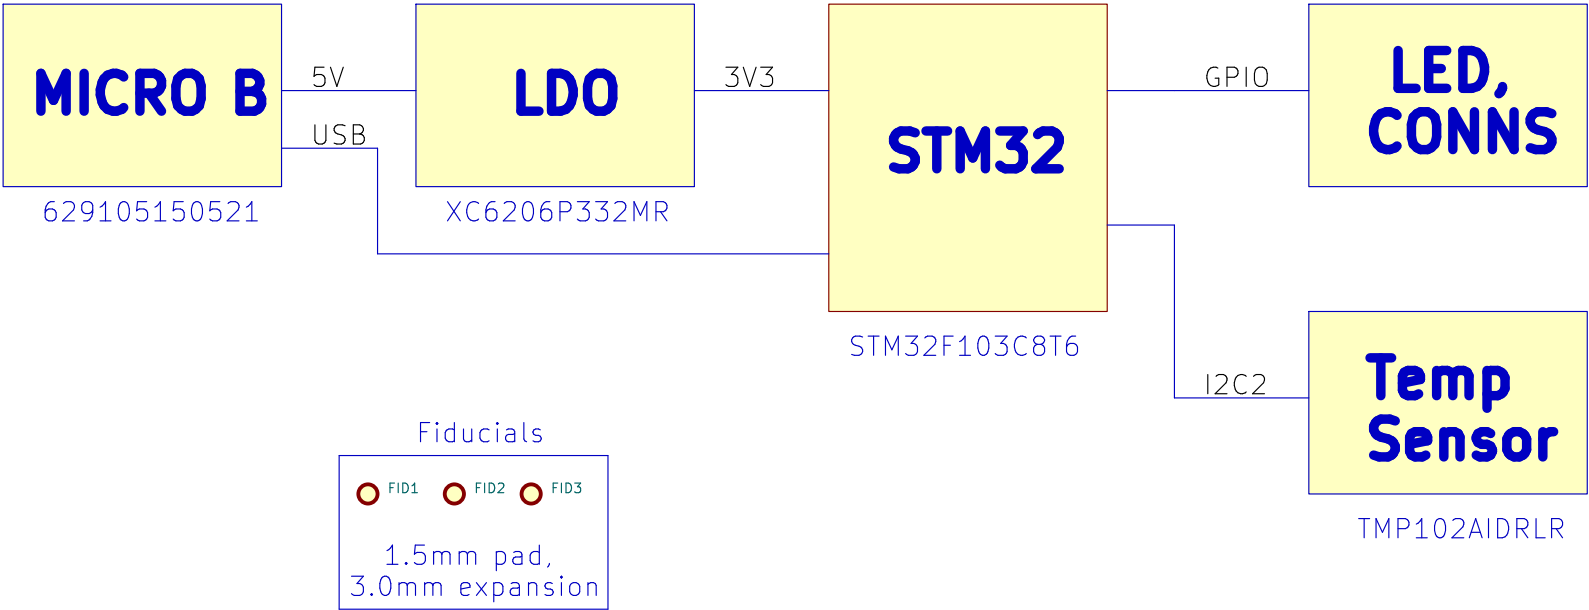 MICRO B
5V
USB
629105150521
LDO
XC6206P332MR
3V3
STM32
STM32F103C8T6
GPIO
LED,
CONNS
I2C2
Temp
Sensor
TMP102AIDRLR
Fiducials
FID1 FID2 FID3
1.5mm pad,
3.0mm expansion